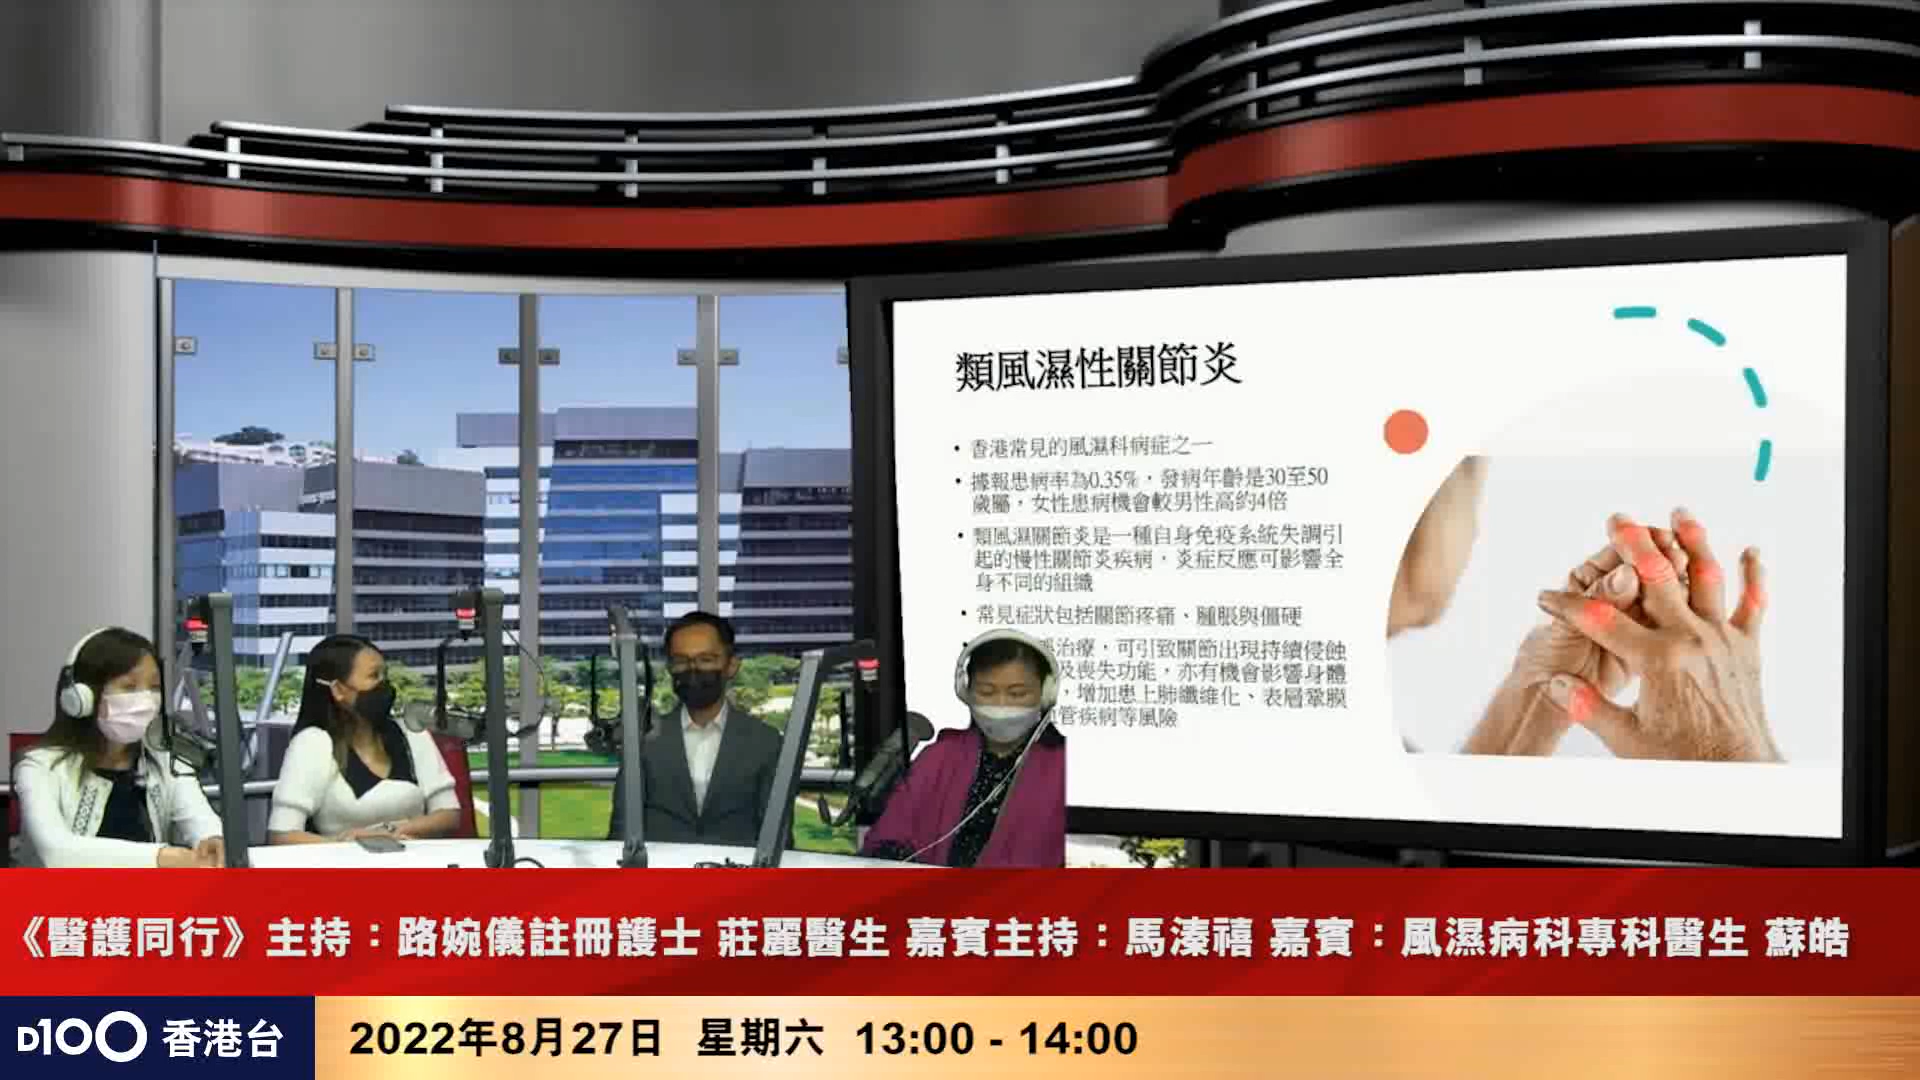 類風濕性關節炎
• 香港常見的風濕科病症之一
• 據報患病率為0.35%，發病年齡是30至50
歲屬，女性患病機會較男性高約4倍
• 類風濕關節炎是一種自身免疫系統失調引
起的慢性關節炎疾病，炎症反應可影響全
身不同的組織
• 常見症狀包括關節疼痛、腫脹與僵硬
治療，可引致關節出現持續侵蝕
及喪失功能，亦有機會影響身體
，增加患上肺纖維化、表層鞏膜
血管疾病等風險
《醫護同行》主持：路婉儀註冊護士 莊麗醫生 嘉賓主持：馬溱禧 嘉賓：風濕病科專科醫生 蘇皓
D100 香港台
2022年8月27日 星期六 13:00 - 14:00